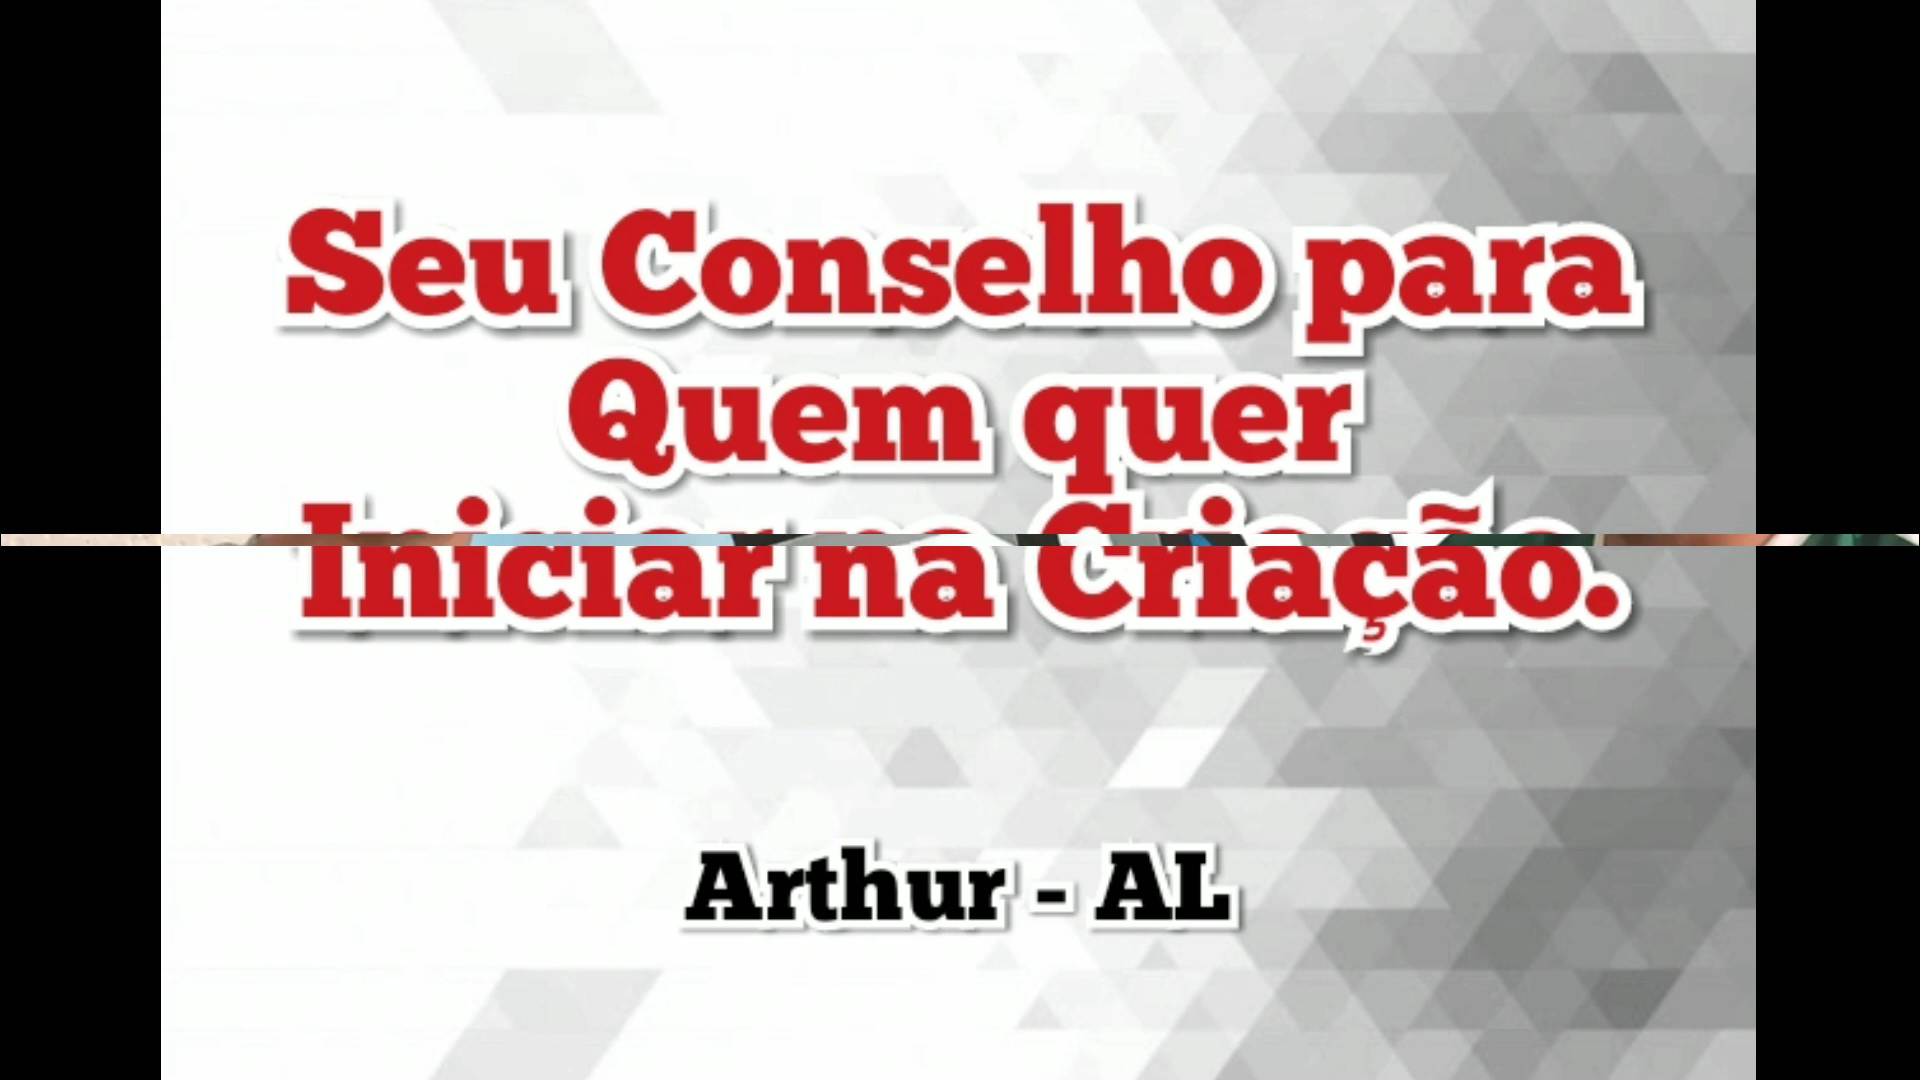 Seu Conselho para
Quem quer
Iniciar na Criação.
Arthur - AL